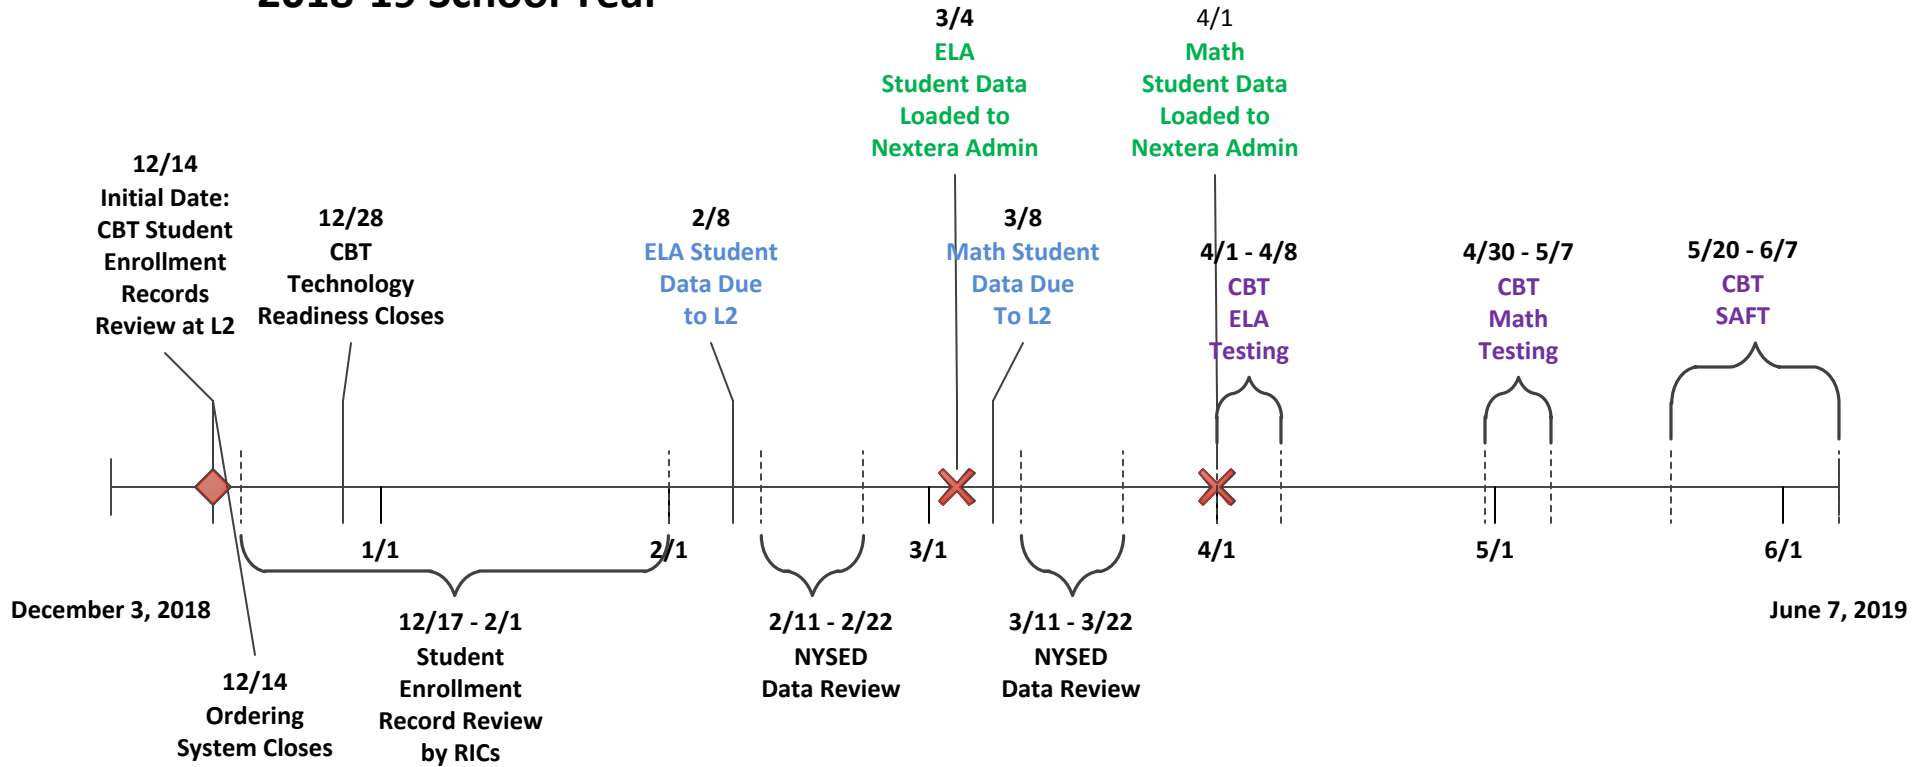 2018-19 School Year
3/4
ELA
Student Data
Loaded to
Nextera Admin
4/1
Math
Student Data
Loaded to
Nextera Admin
12/14
Initial Date:
CBT Student
Enrollment
Records
Review at L2
12/28
CBT
Technology
Readiness Closes
2/8
ELA Student
Data Due
to L2
3/8
Math Student
Data Due
To L2
4/1 - 4/8
CBT
ELA
Testing
4/30 - 5/7
CBT
Math
Testing
5/20 - 6/7
CBT
SAFT
1/1
2/1
3/1
4/1
5/1
6/1
December 3, 2018
June 7, 2019
12/14
Ordering
System Closes
12/17 - 2/1
Student
Enrollment
Record Review
by RICs
2/11 - 2/22
NYSED
Data Review
3/11 - 3/22
NYSED
Data Review